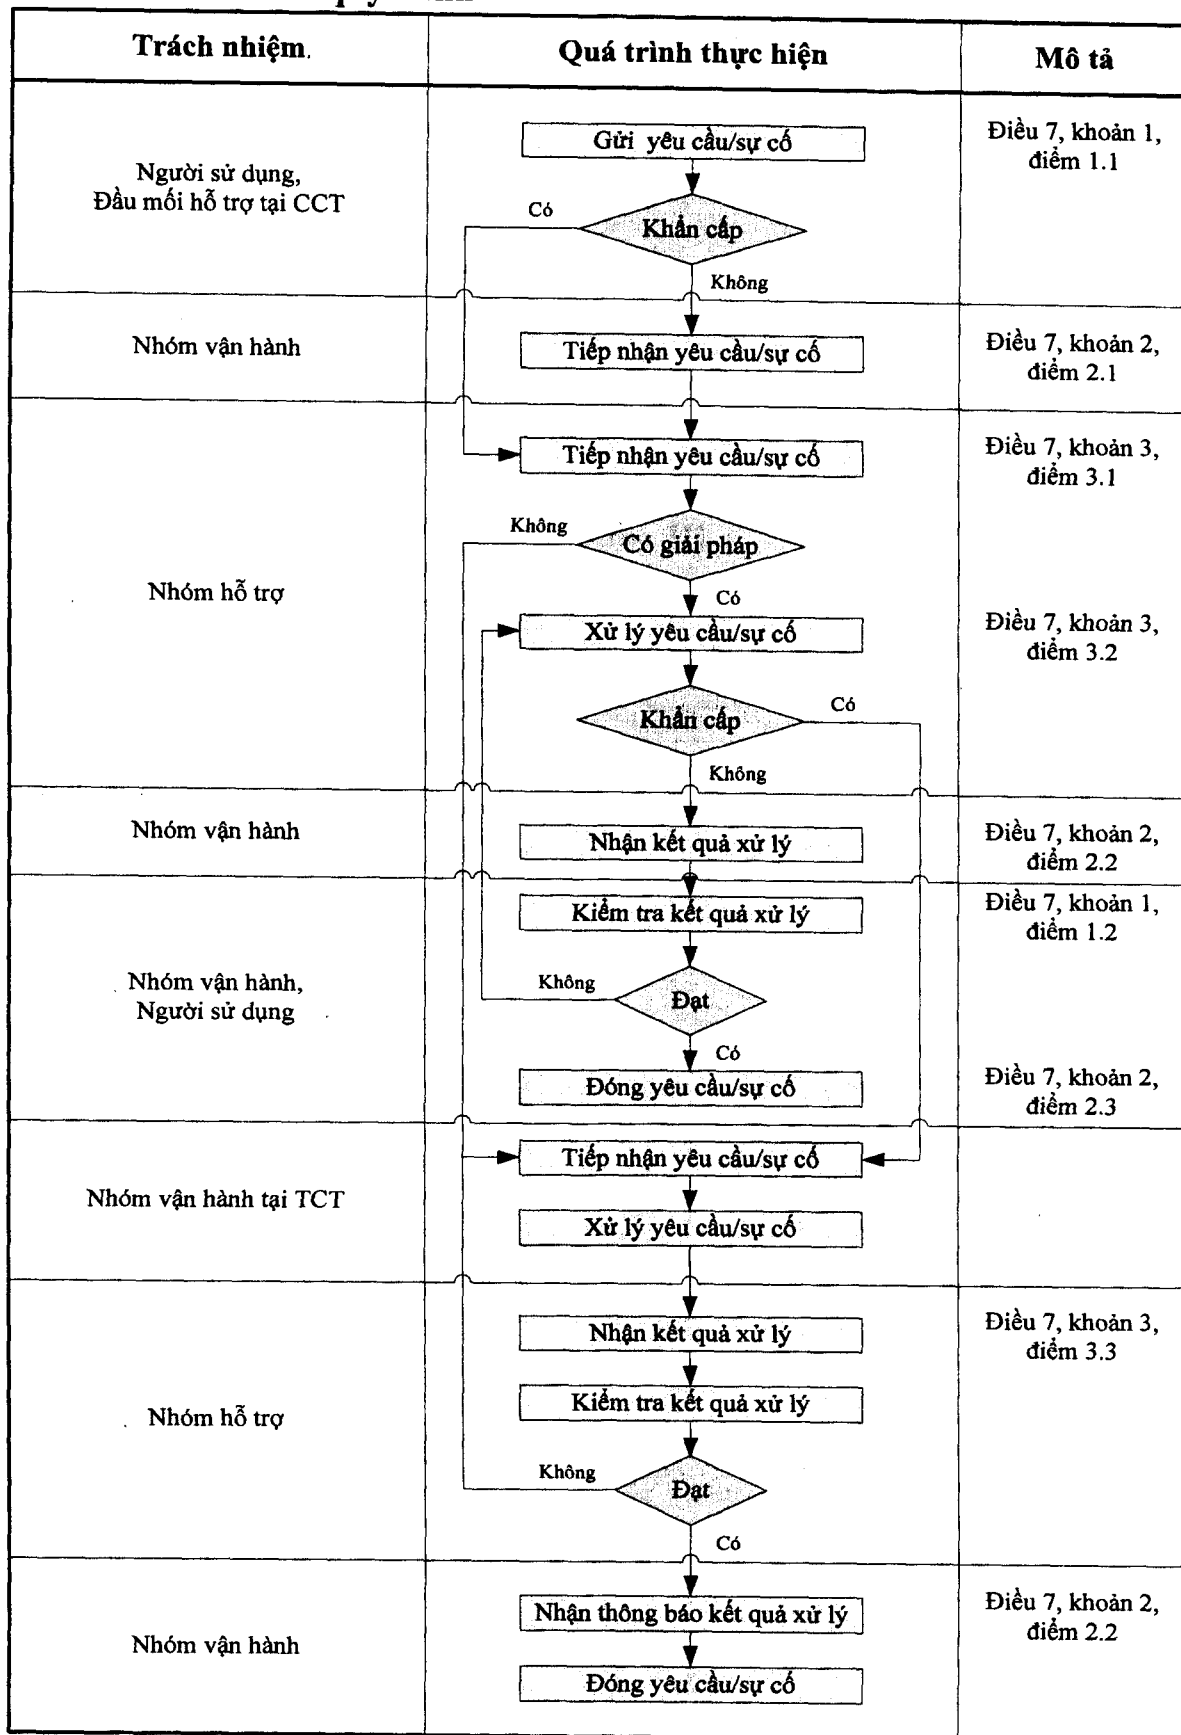 Trách nhiệm.
Quá trình thực hiện
Mô tả
Gửi yêu cầu/sự cố
Điều 7, khoản 1,
điểm 1.1
Người sử dụng,
Đầu mối hỗ trợ tại CCT
Có
Khẩn cấp
Không
Nhóm vận hành
Tiếp nhận yêu cầu/sự cố
Điều 7, khoản 2,
điểm 2.1
Tiếp nhận yêu cầu/sự cố
Điều 7, khoản 3,
điểm 3.1
Không
Có giải pháp
Có
Nhóm hỗ trợ
Xử lý yêu cầu/sự cố
Điều 7, khoản 3,
điểm 3.2
Khẩn cấp
Có
Không
Nhóm vận hành
Nhận kết quả xử lý
Điều 7, khoản 2,
điểm 2.2
Kiểm tra kết quả xử lý
Điều 7, khoản 1,
điểm 1.2
Nhóm vận hành,
Người sử dụng
Không
Đạt
Có
Đóng yêu cầu/sự cố
Điều 7, khoản 2,
điểm 2.3
Tiếp nhận yêu cầu/sự cố
Nhóm vận hành tại TCT
Xử lý yêu cầu/sự cố
Nhận kết quả xử lý
Điều 7, khoản 3,
điểm 3.3
Kiểm tra kết quả xử lý
Nhóm hỗ trợ
Không
Đạt
Có
Nhận thông báo kết quả xử lý
Điều 7, khoản 2,
điểm 2.2
Nhóm vận hành
Đóng yêu cầu/sự cố